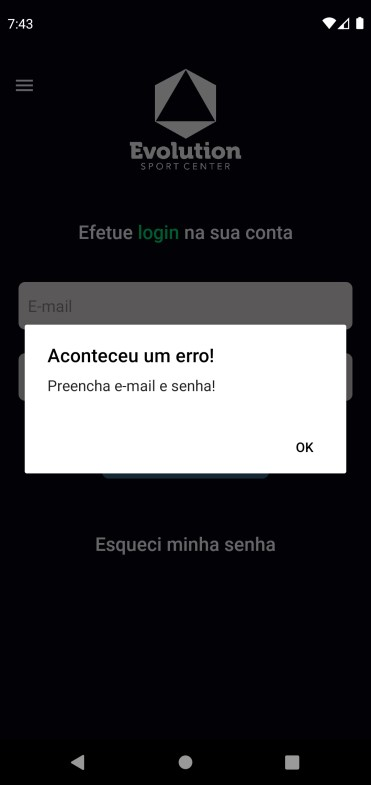 7:43
Evolution
SPORT CENTER
Efetue login na sua conta
E-mail
Aconteceu um erro!
Preencha e-mail e senha!
OK
Esqueci minha senha